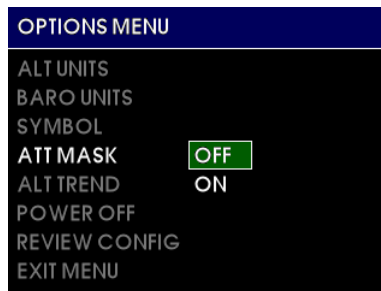 OPTIONS MENU
ALT UNITS
BARO UNITS
SYMBOL
ATT MASK OFF
ALT TREND ON
POWER OFF
REVIEW CONFIG
EXIT MENU